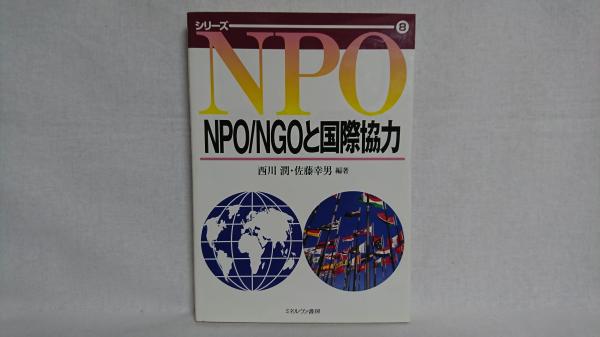 シリーズ 8
NPO
NPO/NGOと国際協力
西川 潤・佐藤幸男 編著
ミネルヴァ書房